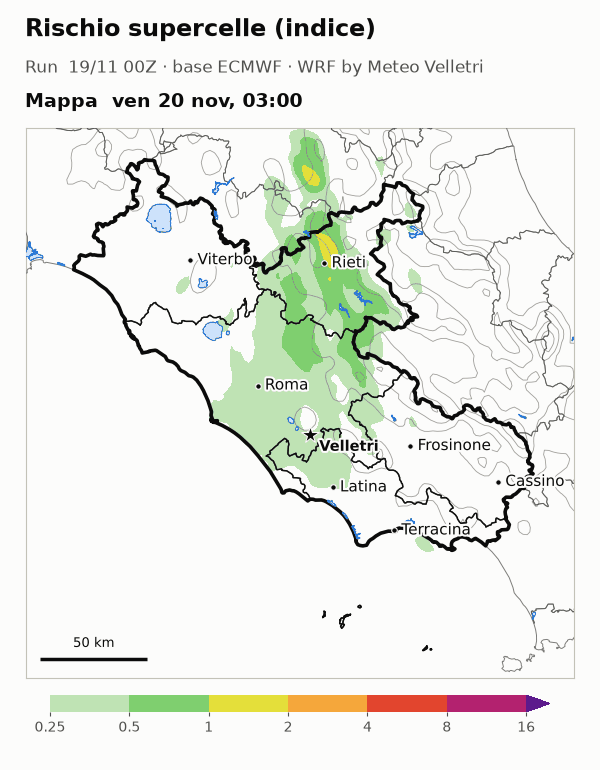 Rischio supercelle (indice)
Run  19/11 00Z · base ECMWF · WRF by Meteo Velletri
Mappa  ven 20 nov, 03:00
Viterbo
Rieti
Roma
Velletri
Frosinone
Latina
Cassino
Terracina
50 km
0.25 0.5 1 2 4 8 16